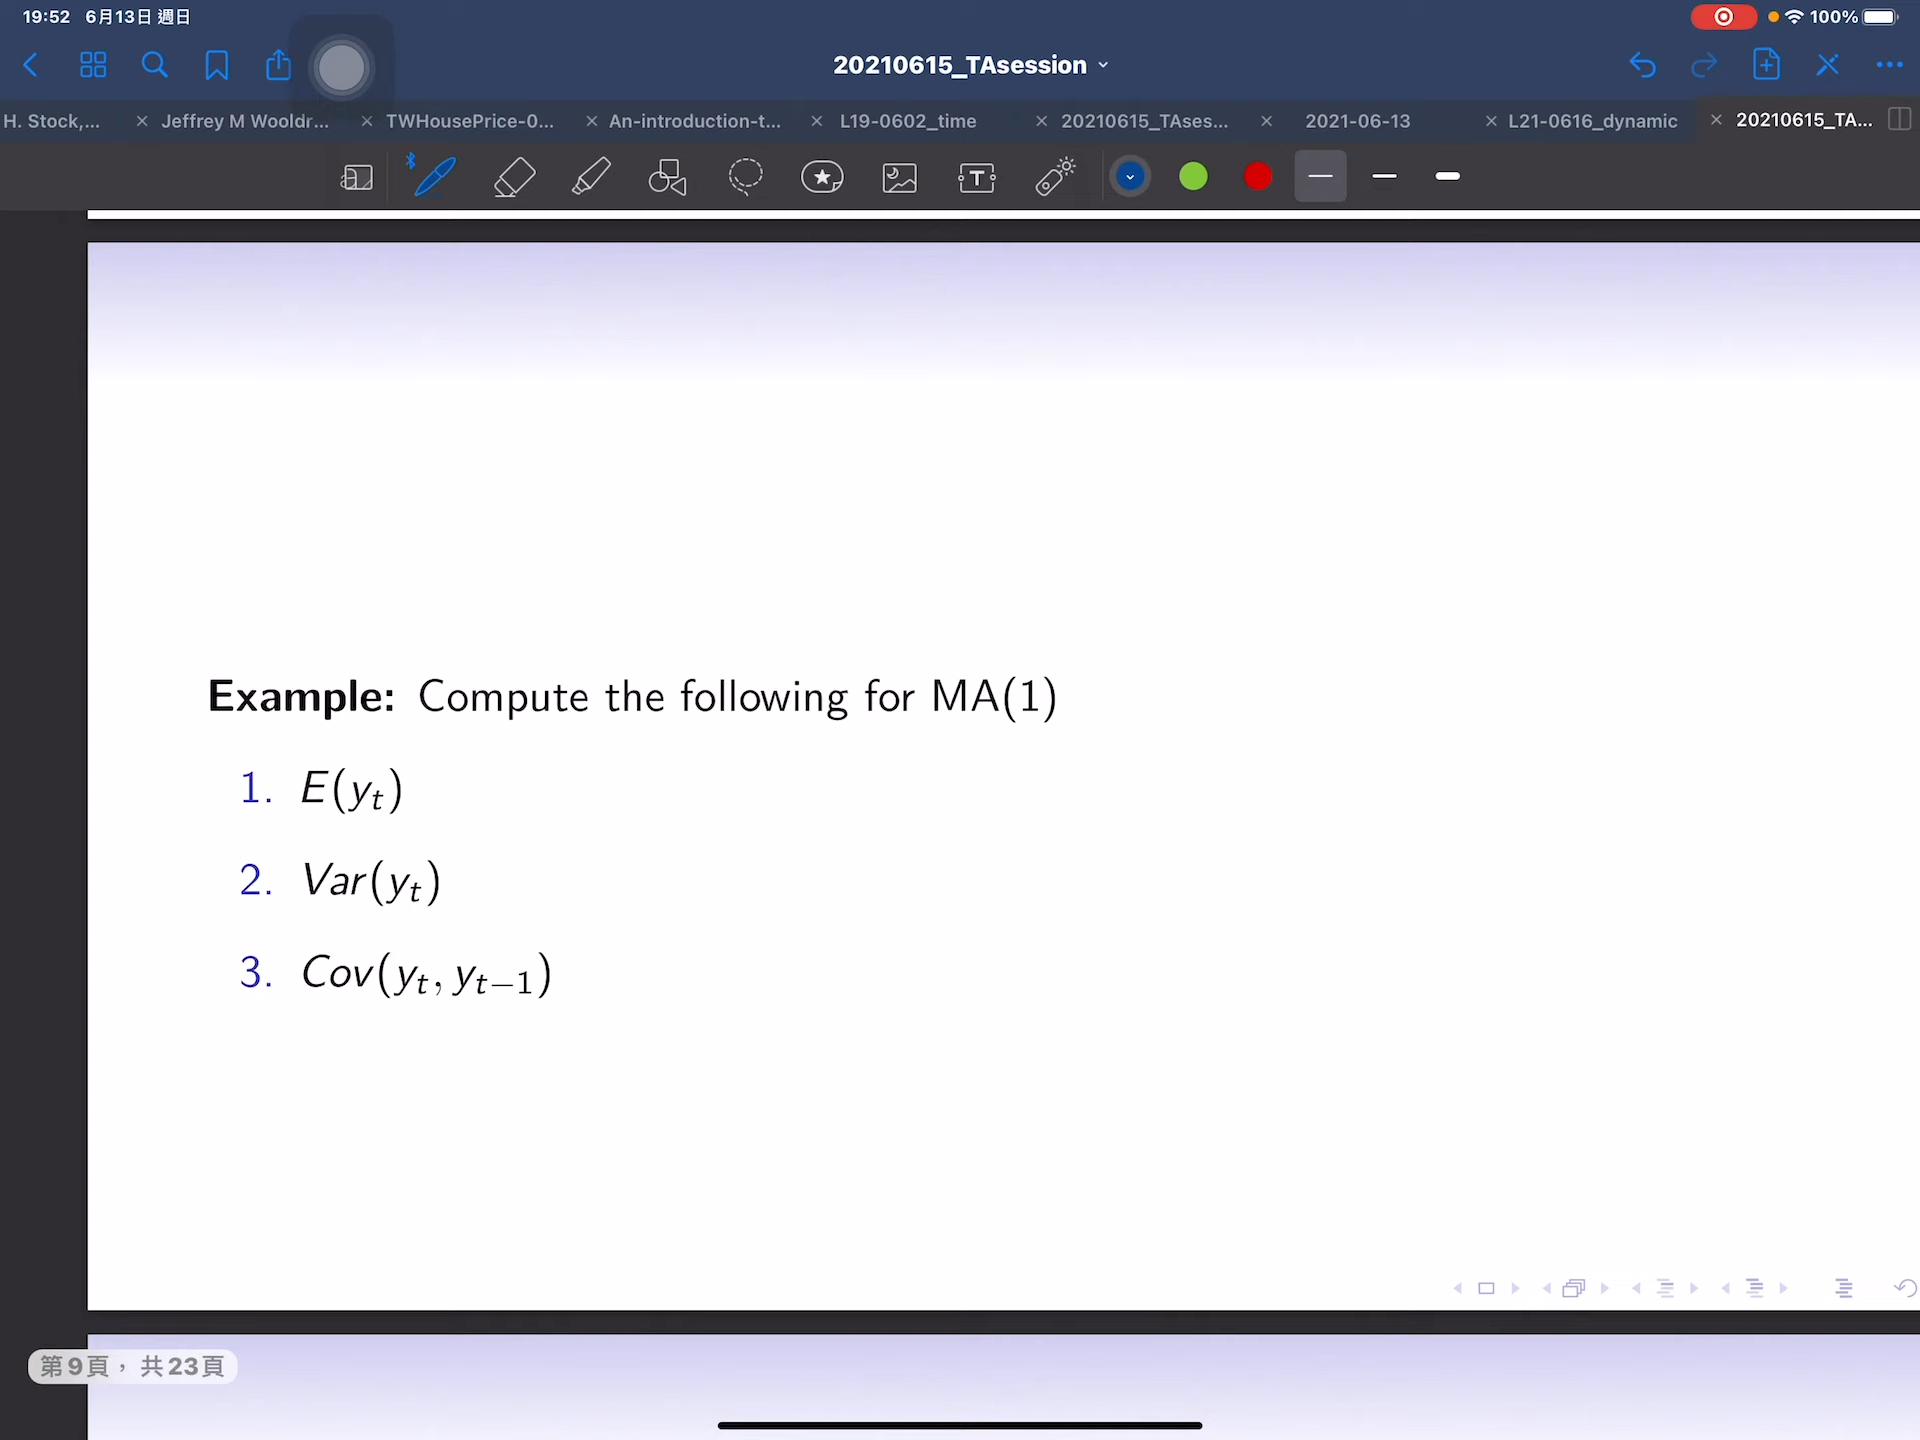 19:52 6月13日 週日
100%
20210615_TAsession
H. Stock,... Jeffrey M Wooldr... TWHousePrice-0... An-introduction-t... L19-0602_time 20210615_TAses... 2021-06-13 L21-0616_dynamic 20210615_TA...
Example: Compute the following for MA(1)
1. E(y_t)
2. Var(y_t)
3. Cov(y_t, y_{t−1})
第9頁，共23頁